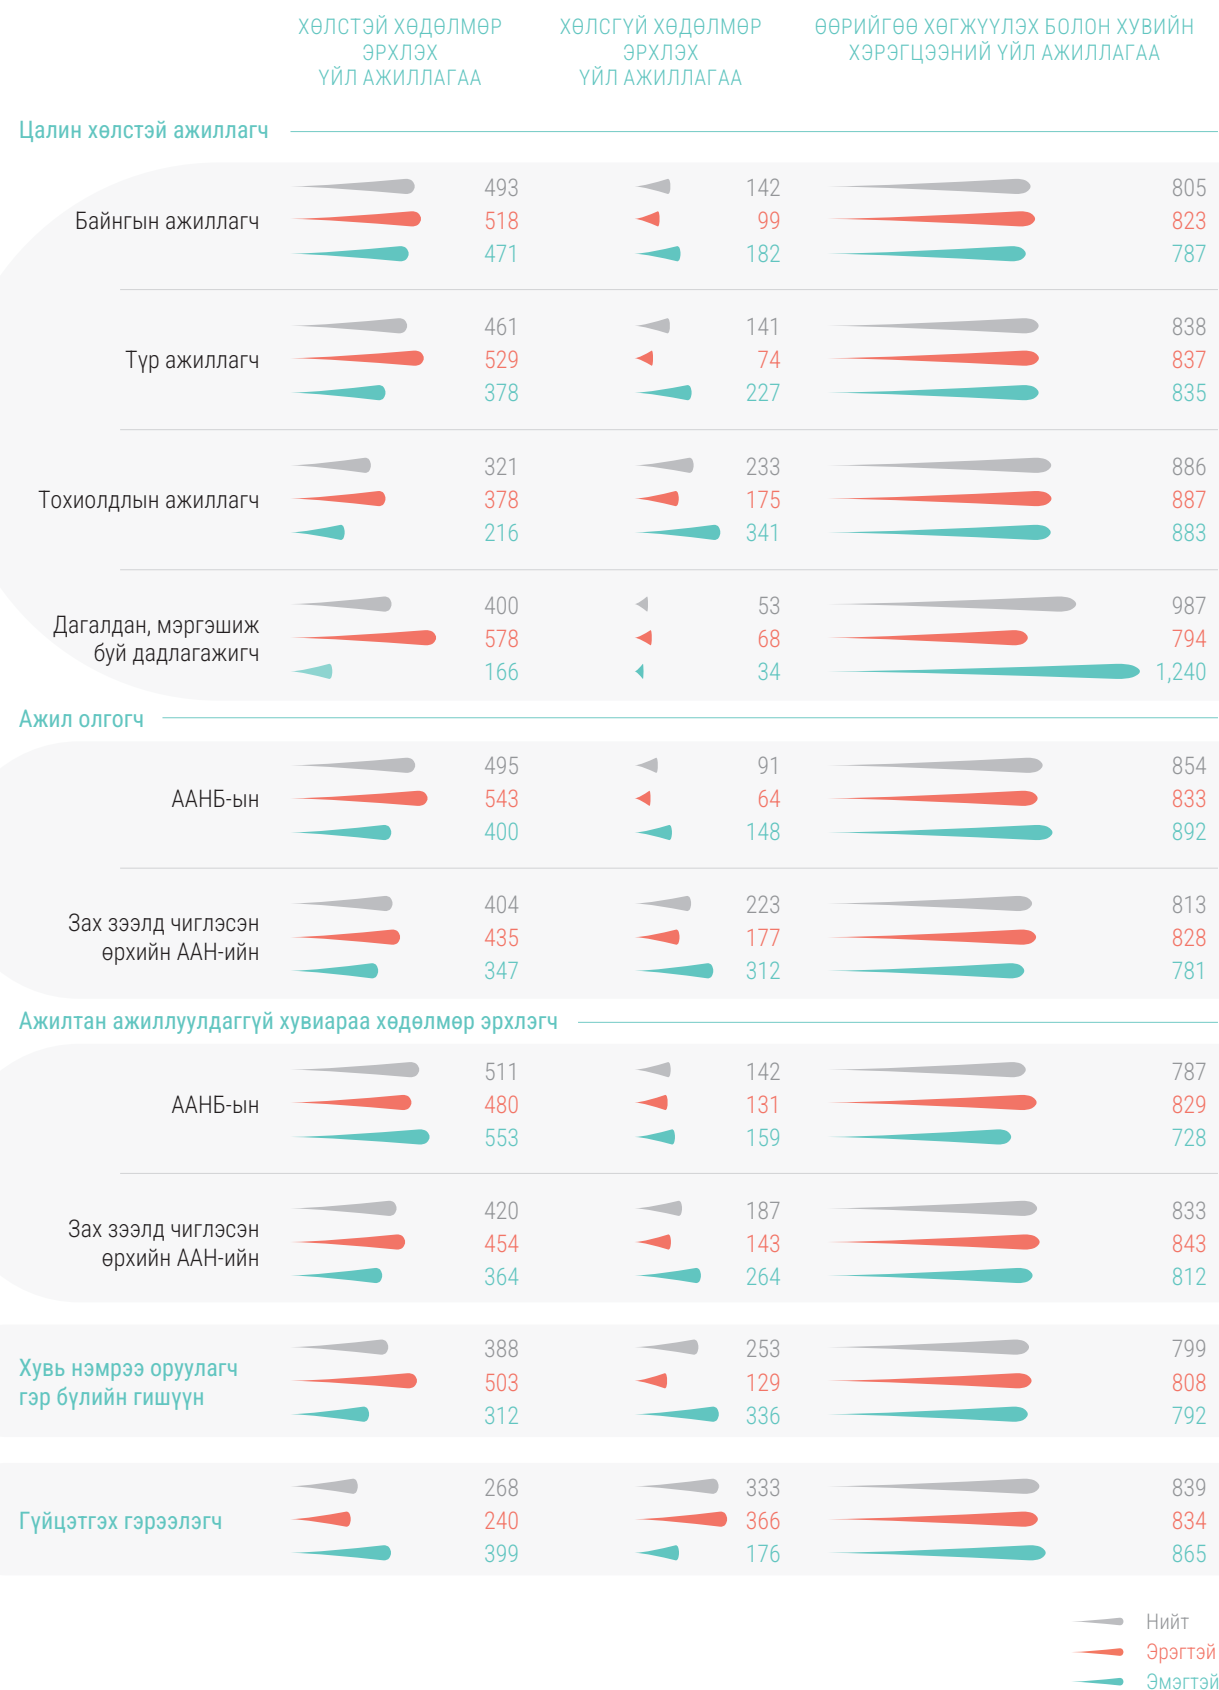 ХӨЛСТЭЙ ХӨДӨЛМӨР
ЭРХЛЭХ
ҮЙЛ АЖИЛЛАГАА
ХӨЛСГҮЙ ХӨДӨЛМӨР
ЭРХЛЭХ
ҮЙЛ АЖИЛЛАГАА
ӨӨРИЙГӨӨ ХӨГЖҮҮЛЭХ БОЛОН ХУВИЙН
ХЭРЭГЦЭЭНИЙ ҮЙЛ АЖИЛЛАГАА
Цалин хөлстэй ажиллагч
Байнгын ажиллагч
493 142 805
518 99 823
471 182 787
Түр ажиллагч
461 141 838
529 74 837
378 227 835
Тохиолдлын ажиллагч
321 233 886
378 175 887
216 341 883
Дагалдан, мэргэшиж
буй дадлагажигч
400 53 987
578 68 794
166 34 1,240
Ажил олгогч
ААНБ-ын
495 91 854
543 64 833
400 148 892
Зах зээлд чиглэсэн
өрхийн ААН-ийн
404 223 813
435 177 828
347 312 781
Ажилтан ажиллуулдаггүй хувиараа хөдөлмөр эрхлэгч
ААНБ-ын
511 142 787
480 131 829
553 159 728
Зах зээлд чиглэсэн
өрхийн ААН-ийн
420 187 833
454 143 843
364 264 812
Хувь нэмрээ оруулагч
гэр бүлийн гишүүн
388 253 799
503 129 808
312 336 792
Гүйцэтгэх гэрээлэгч
268 333 839
240 366 834
399 176 865
Нийт
Эрэгтэй
Эмэгтэй